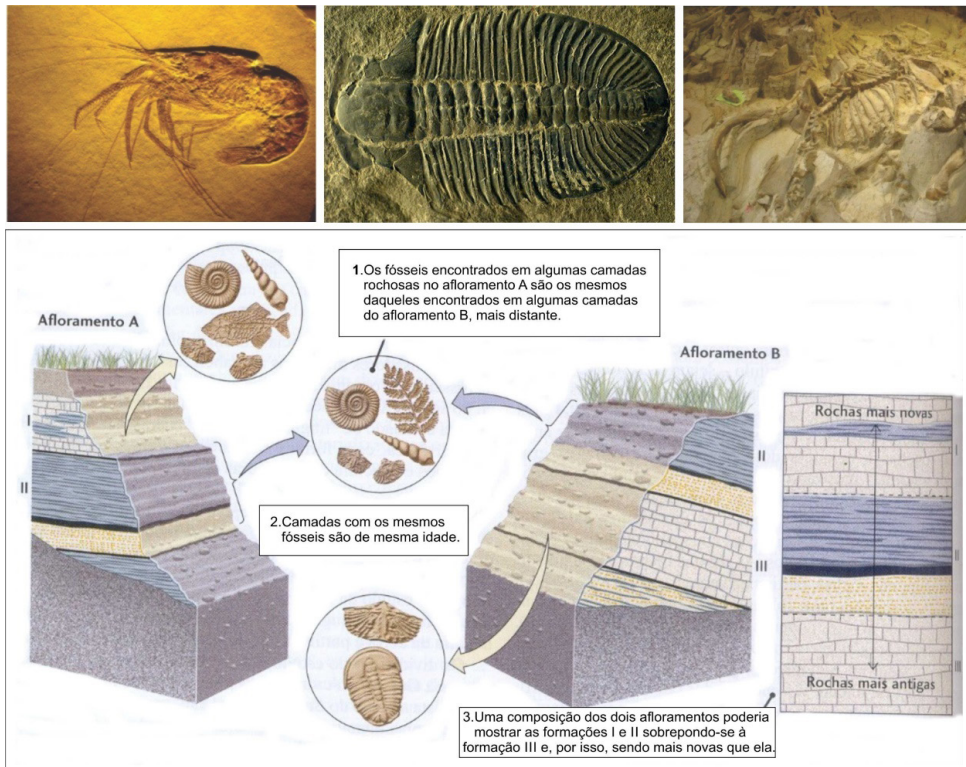 1.Os fósseis encontrados em algumas camadas
rochosas no afloramento A são os mesmos
daqueles encontrados em algumas camadas
do afloramento B, mais distante.
Afloramento A
Afloramento B
I
II
2.Camadas com os mesmos
fósseis são de mesma idade.
II
III
Rochas mais novas
I
II
III
Rochas mais antigas
3.Uma composição dos dois afloramentos poderia
mostrar as formações I e II sobrepondo-se à
formação III e, por isso, sendo mais novas que ela.